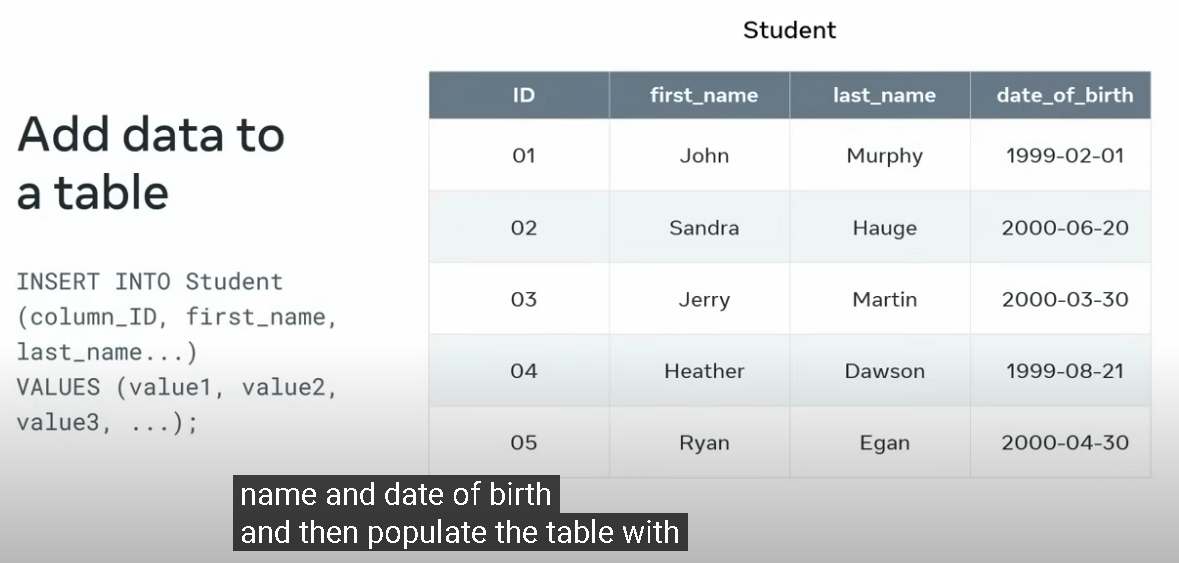 Student
Add data to
a table
INSERT INTO Student
(column_ID, first_name,
last_name...)
VALUES (value1, value2,
value3, ...);
ID first_name last_name date_of_birth
01 John Murphy 1999-02-01
02 Sandra Hauge 2000-06-20
03 Jerry Martin 2000-03-30
04 Heather Dawson 1999-08-21
05 Ryan Egan 2000-04-30
name and date of birth
and then populate the table with